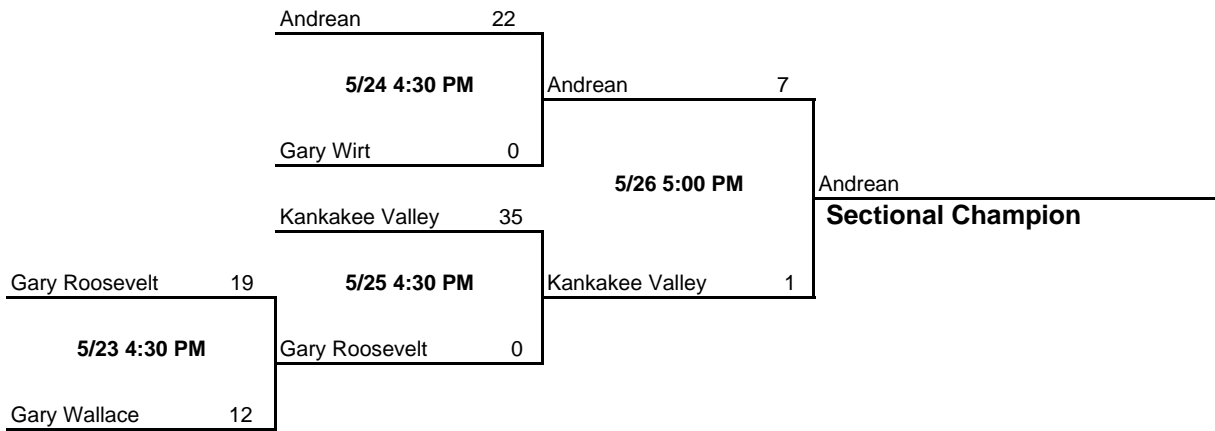 Andrean 22
5/24 4:30 PM
Andrean 7
Gary Wirt 0
5/26 5:00 PM
Andrean
Sectional Champion
Kankakee Valley 35
Gary Roosevelt 19
5/25 4:30 PM
Kankakee Valley 1
5/23 4:30 PM
Gary Roosevelt 0
Gary Wallace 12